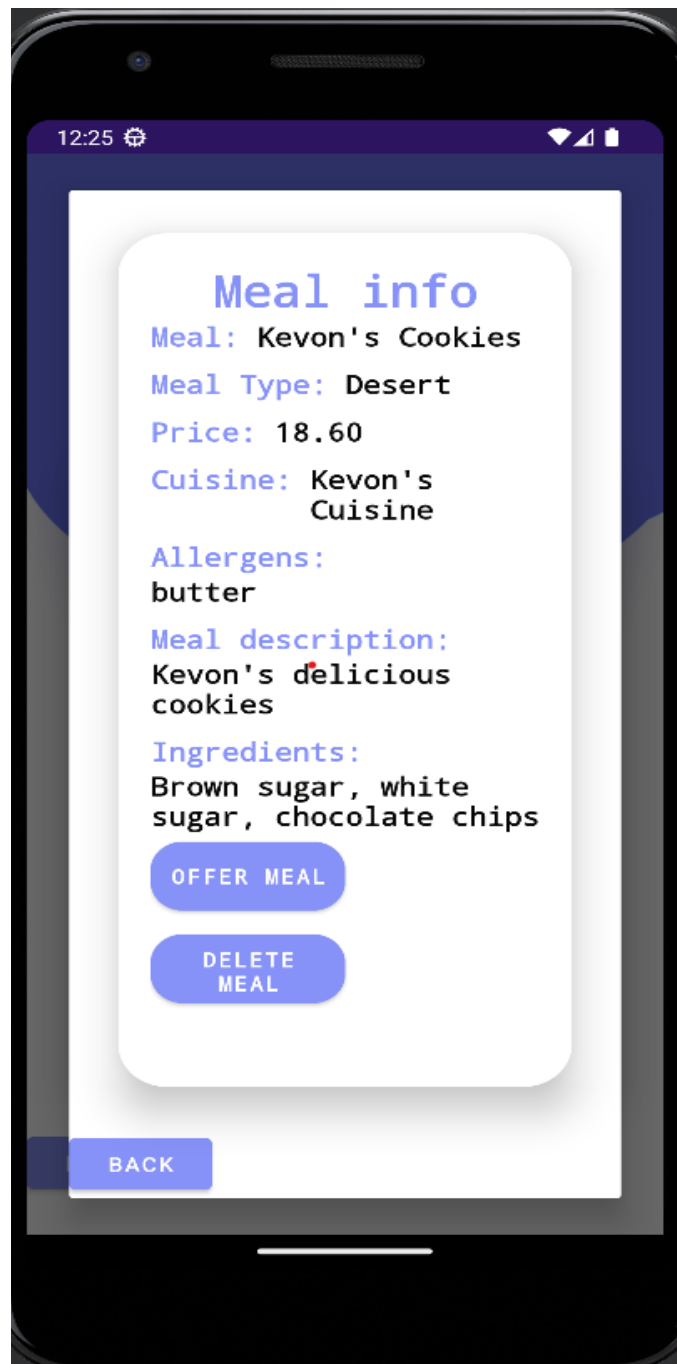 12:25
Meal info
Meal: Kevon's Cookies
Meal Type: Desert
Price: 18.60
Cuisine: Kevon's
Cuisine
Allergens:
butter
Meal description:
Kevon's delicious
cookies
Ingredients:
Brown sugar, white
sugar, chocolate chips
OFFER MEAL
DELETE
MEAL
BACK